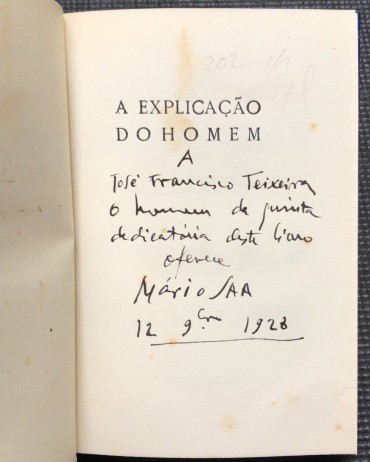 A EXPLICAÇÃO
DO HOMEM
A
José Francisco Teixeira
o homem da quinta
dedicatória deste livro
oferece
Mário SAA
12 9bro 1928